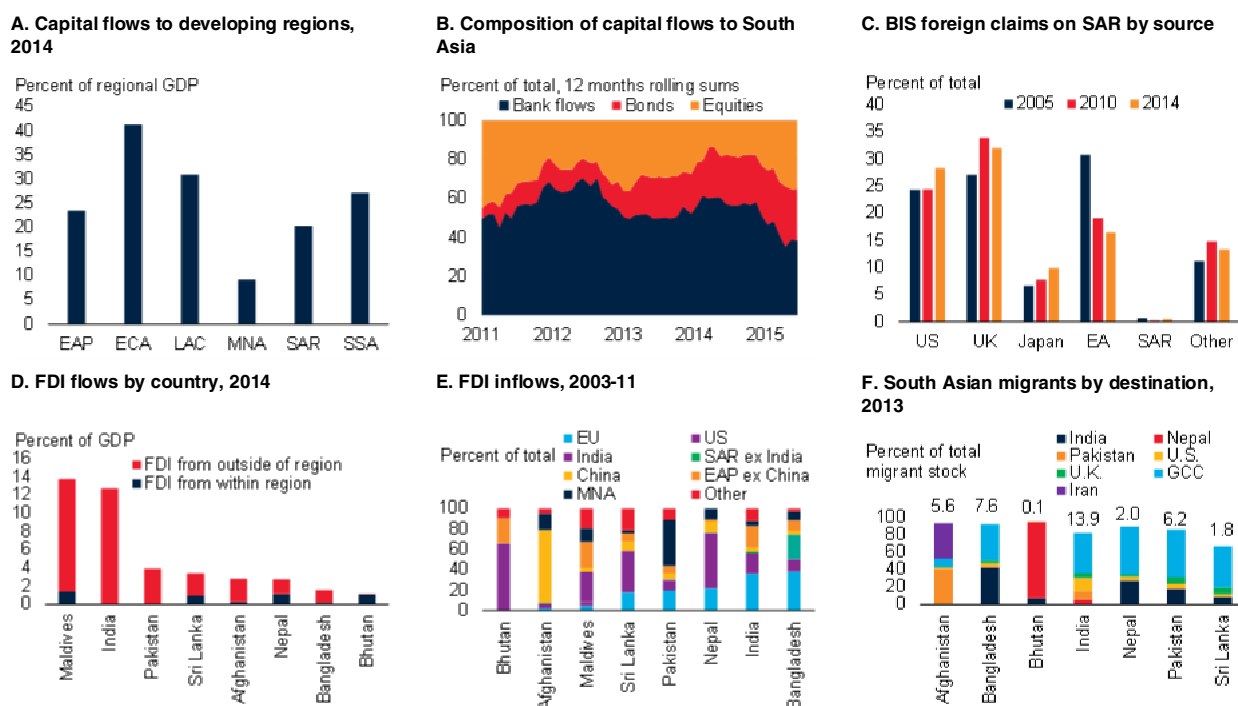 A. Capital flows to developing regions,
2014
Percent of regional GDP
45
40
35
30
25
20
15
10
5
0
EAP ECA LAC MNA SAR SSA
B. Composition of capital flows to South
Asia
Percent of total, 12 months rolling sums
Bank flows Bonds Equities
100
80
60
40
20
0
2011 2012 2013 2014 2015
C. BIS foreign claims on SAR by source
Percent of total
40
35
30
25
20
15
10
5
0
2005 2010 2014
US UK Japan EA SAR Other
D. FDI flows by country, 2014
Percent of GDP
16
14
12
10
8
6
4
2
0
FDI from outside of region
FDI from within region
Maldives
India
Pakistan
Sri Lanka
Afghanistan
Nepal
Bangladesh
Bhutan
E. FDI inflows, 2003-11
Percent of total
EU US
India SAR ex India
China EAP ex China
MNA Other
100
80
60
40
20
0
Bhutan
Afghanistan
Maldives
Sri Lanka
Pakistan
Nepal
India
Bangladesh
F. South Asian migrants by destination,
2013
Percent of total
migrant stock
India Nepal
Pakistan U.S.
U.K. GCC
Iran
5.6 7.6 0.1 13.9 2.0 6.2 1.8
100
80
60
40
20
0
Afghanistan
Bangladesh
Bhutan
India
Nepal
Pakistan
Sri Lanka